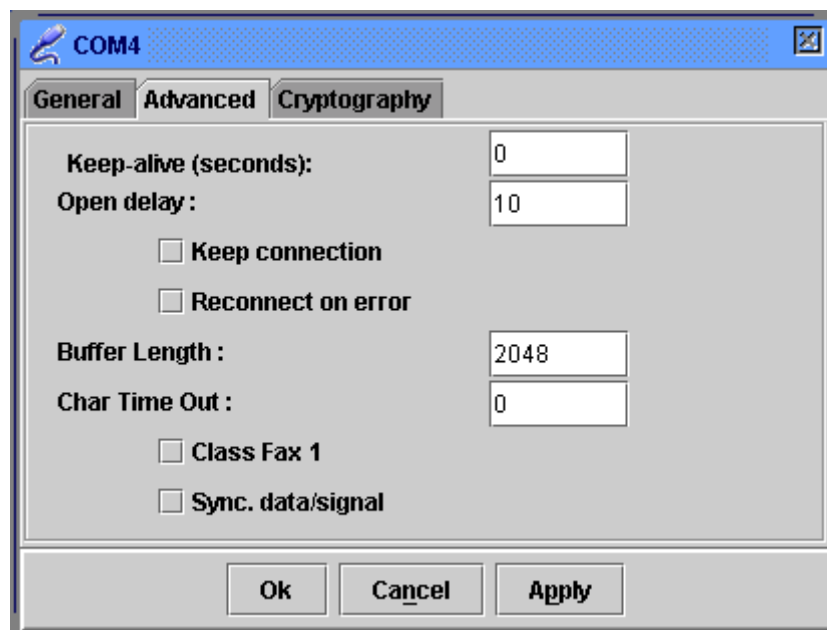 COM4
General Advanced Cryptography
Keep-alive (seconds): 0
Open delay : 10
Keep connection
Reconnect on error
Buffer Length : 2048
Char Time Out : 0
Class Fax 1
Sync. data/signal
Ok Cancel Apply